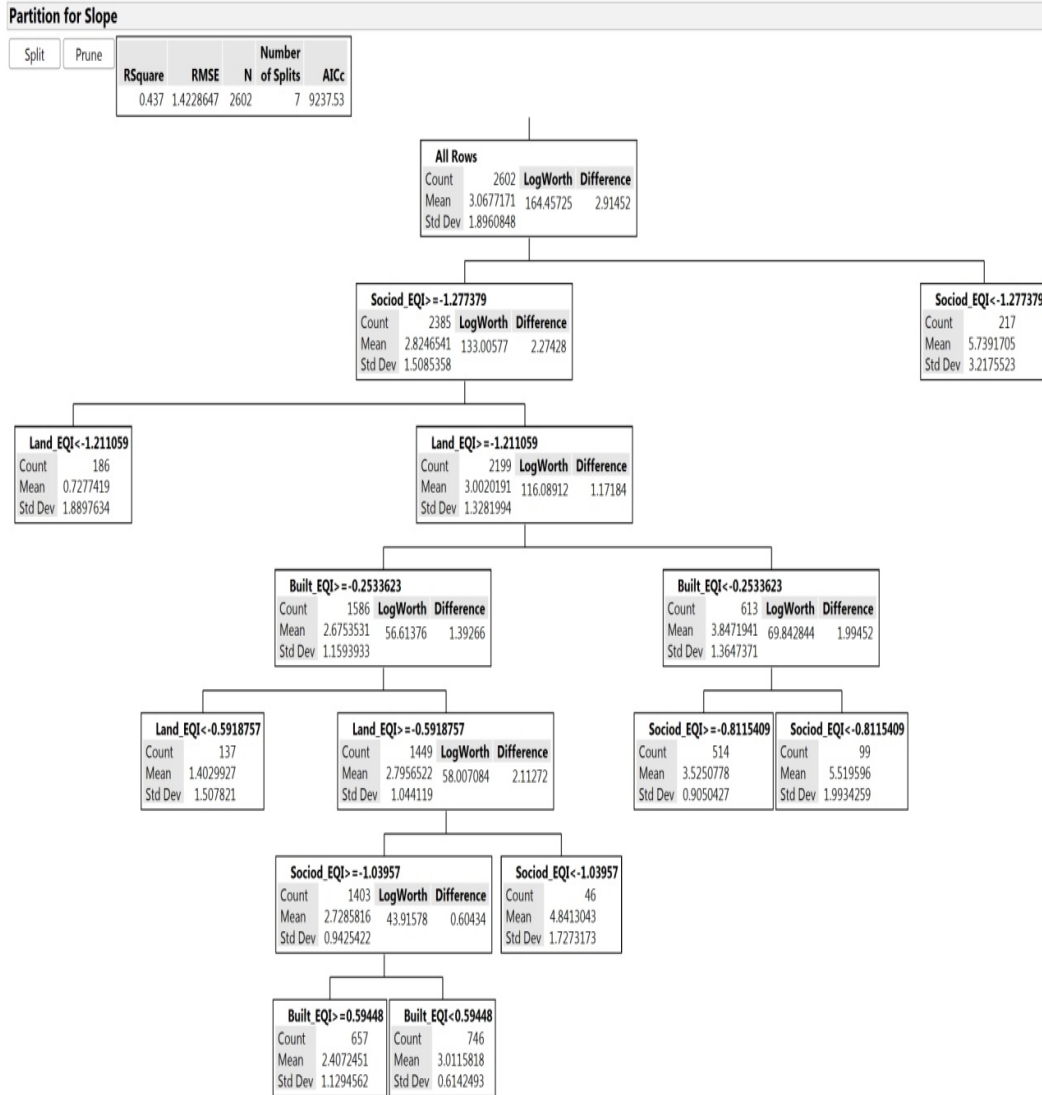 Partition for Slope
Split Prune
Number
RSquare RMSE N of Splits AICc
0.437 1.4228647 2602 7 9237.53
All Rows
Count 2602 LogWorth Difference
Mean 3.0677171 164.45725 2.91452
Std Dev 1.8960848
Sociod_EQI>=-1.277379
Count 2385 LogWorth Difference
Mean 2.8246541 133.00577 2.27428
Std Dev 1.5085358
Sociod_EQI<-1.277379
Count 217
Mean 5.7391705
Std Dev 3.2175523
Land_EQI<-1.211059
Count 186
Mean 0.7277419
Std Dev 1.8897634
Land_EQI>=-1.211059
Count 2199 LogWorth Difference
Mean 3.0020191 116.08912 1.17184
Std Dev 1.3281994
Built_EQI>=-0.2533623
Count 1586 LogWorth Difference
Mean 2.6753531 56.61376 1.39266
Std Dev 1.1593933
Built_EQI<-0.2533623
Count 613 LogWorth Difference
Mean 3.8471941 69.842844 1.99452
Std Dev 1.3647371
Land_EQI<-0.5918757
Count 137
Mean 1.4029927
Std Dev 1.507821
Land_EQI>=-0.5918757
Count 1449 LogWorth Difference
Mean 2.7956522 58.007084 2.11272
Std Dev 1.044119
Sociod_EQI>=-0.8115409
Count 514
Mean 3.5250778
Std Dev 0.9050427
Sociod_EQI<-0.8115409
Count 99
Mean 5.519596
Std Dev 1.9934259
Sociod_EQI>=-1.03957
Count 1403 LogWorth Difference
Mean 2.7285816 43.91578 0.60434
Std Dev 0.9425422
Sociod_EQI<-1.03957
Count 46
Mean 4.8413043
Std Dev 1.7273173
Built_EQI>=0.59448
Count 657
Mean 2.4072451
Std Dev 1.1294562
Built_EQI<0.59448
Count 746
Mean 3.0115818
Std Dev 0.6142493